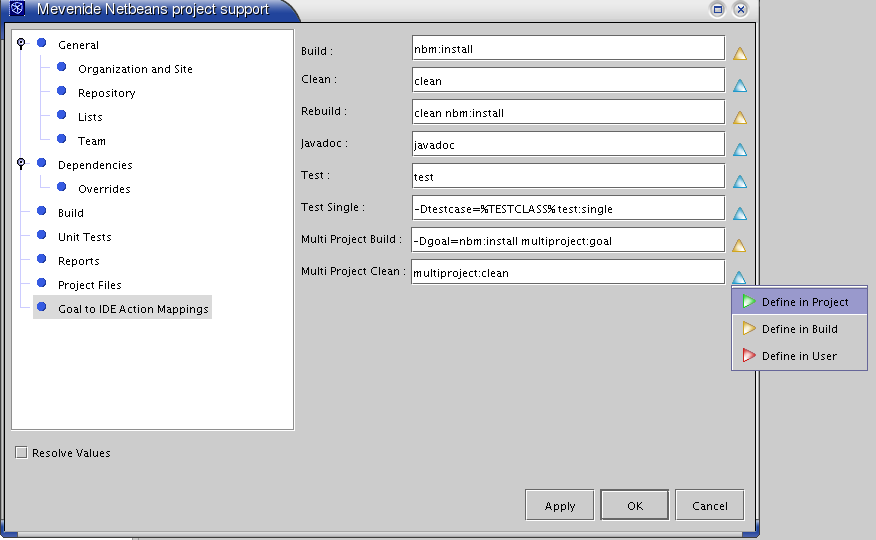 Mevenide Netbeans project support
General
Organization and Site
Repository
Lists
Team
Dependencies
Overrides
Build
Unit Tests
Reports
Project Files
Goal to IDE Action Mappings
Resolve Values
Build : nbm:install
Clean : clean
Rebuild : clean nbm:install
Javadoc : javadoc
Test : test
Test Single : -Dtestcase=%TESTCLASS% test:single
Multi Project Build : -Dgoal=nbm:install multiproject:goal
Multi Project Clean : multiproject:clean
Define in Project
Define in Build
Define in User
Apply OK Cancel